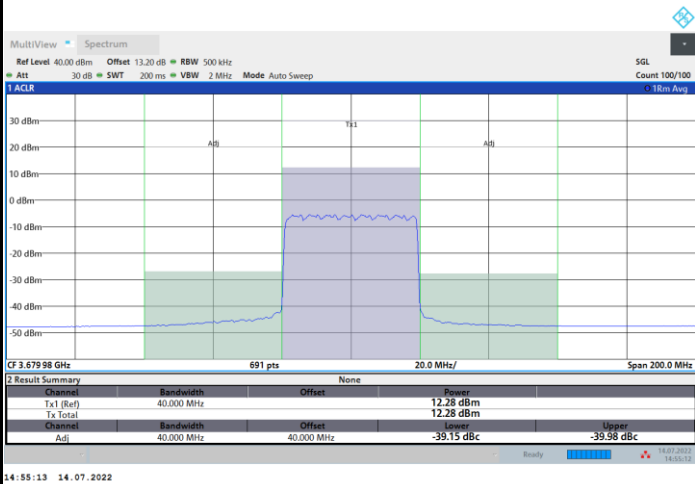 MultiView Spectrum
Ref Level 40.00 dBm Offset 13.20 dB RBW 500 kHz SGL
Att 30 dB SWT 200 ms VBW 2 MHz Mode Auto Sweep Count 100/100
1 ACLR 1Rm Avg
30 dBm
Tx1
20 dBm
Adj Adj
10 dBm
0 dBm
-10 dBm
-20 dBm
-30 dBm
-40 dBm
-50 dBm
CF 3.679 98 GHz 691 pts 20.0 MHz/ Span 200.0 MHz
2 Result Summary None
Channel Bandwidth Offset Power
Tx1 (Ref) 40.000 MHz 12.28 dBm
Tx Total 12.28 dBm
Channel Bandwidth Offset Lower Upper
Adj 40.000 MHz 40.000 MHz -39.15 dBc -39.98 dBc
Ready 14.07.2022
14:55:12
14:55:13 14.07.2022